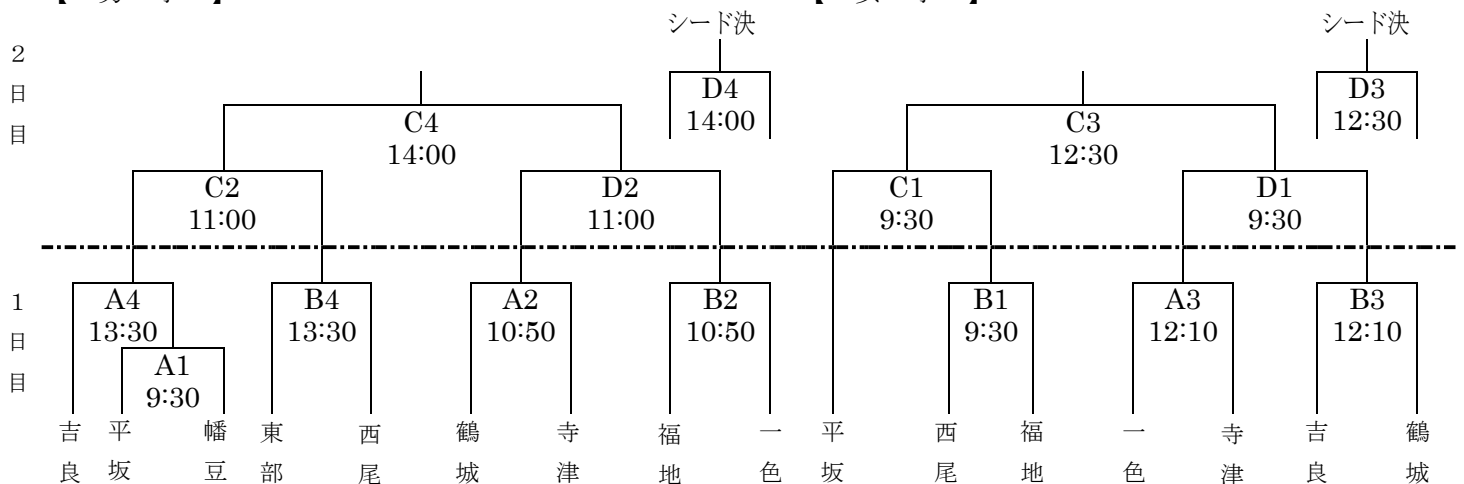 シード決 シード決
2日目
D4 D3
14:00 12:30
C4 C3
14:00 12:30
C2 D2 C1 D1
11:00 11:00 9:30 9:30
1日目
A4 B4 A2 B2 B1 A3 B3
13:30 13:30 10:50 10:50 9:30 12:10 12:10
A1
9:30
吉良 平坂 幡豆 東部 西尾 鶴城 寺津 福地 一色 平坂 西尾 福地 一色 寺津 吉良 鶴城